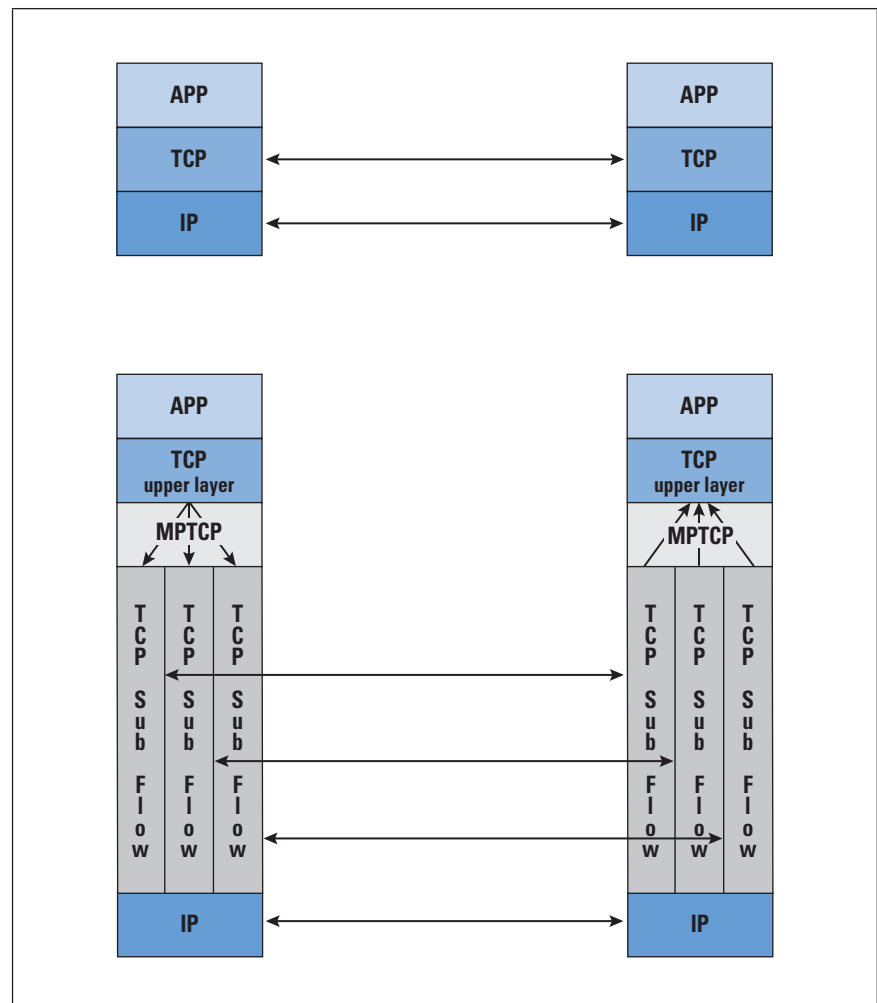 APP APP
TCP TCP
IP IP
APP APP
TCP TCP
upper layer upper layer
MPTCP MPTCP
TCP Sub Flow TCP Sub Flow TCP Sub Flow TCP Sub Flow TCP Sub Flow TCP Sub Flow
IP IP